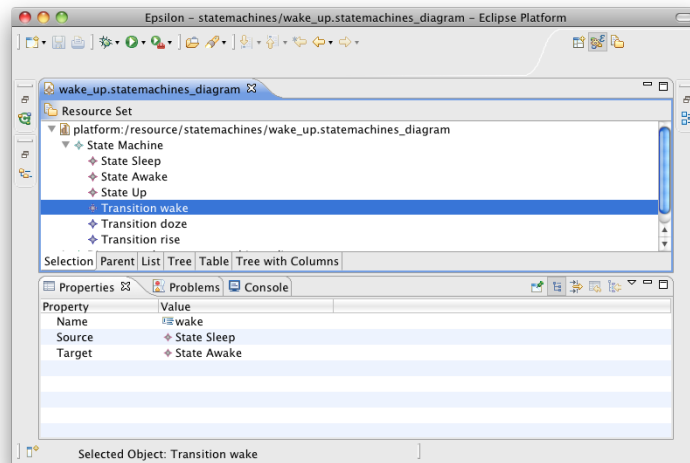 Epsilon - statemachines/wake_up.statemachines_diagram - Eclipse Platform
wake_up.statemachines_diagram
Resource Set
platform:/resource/statemachines/wake_up.statemachines_diagram
State Machine
State Sleep
State Awake
State Up
Transition wake
Transition doze
Transition rise
Selection Parent List Tree Table Tree with Columns
Properties Problems Console
Property Value
Name wake
Source State Sleep
Target State Awake
Selected Object: Transition wake